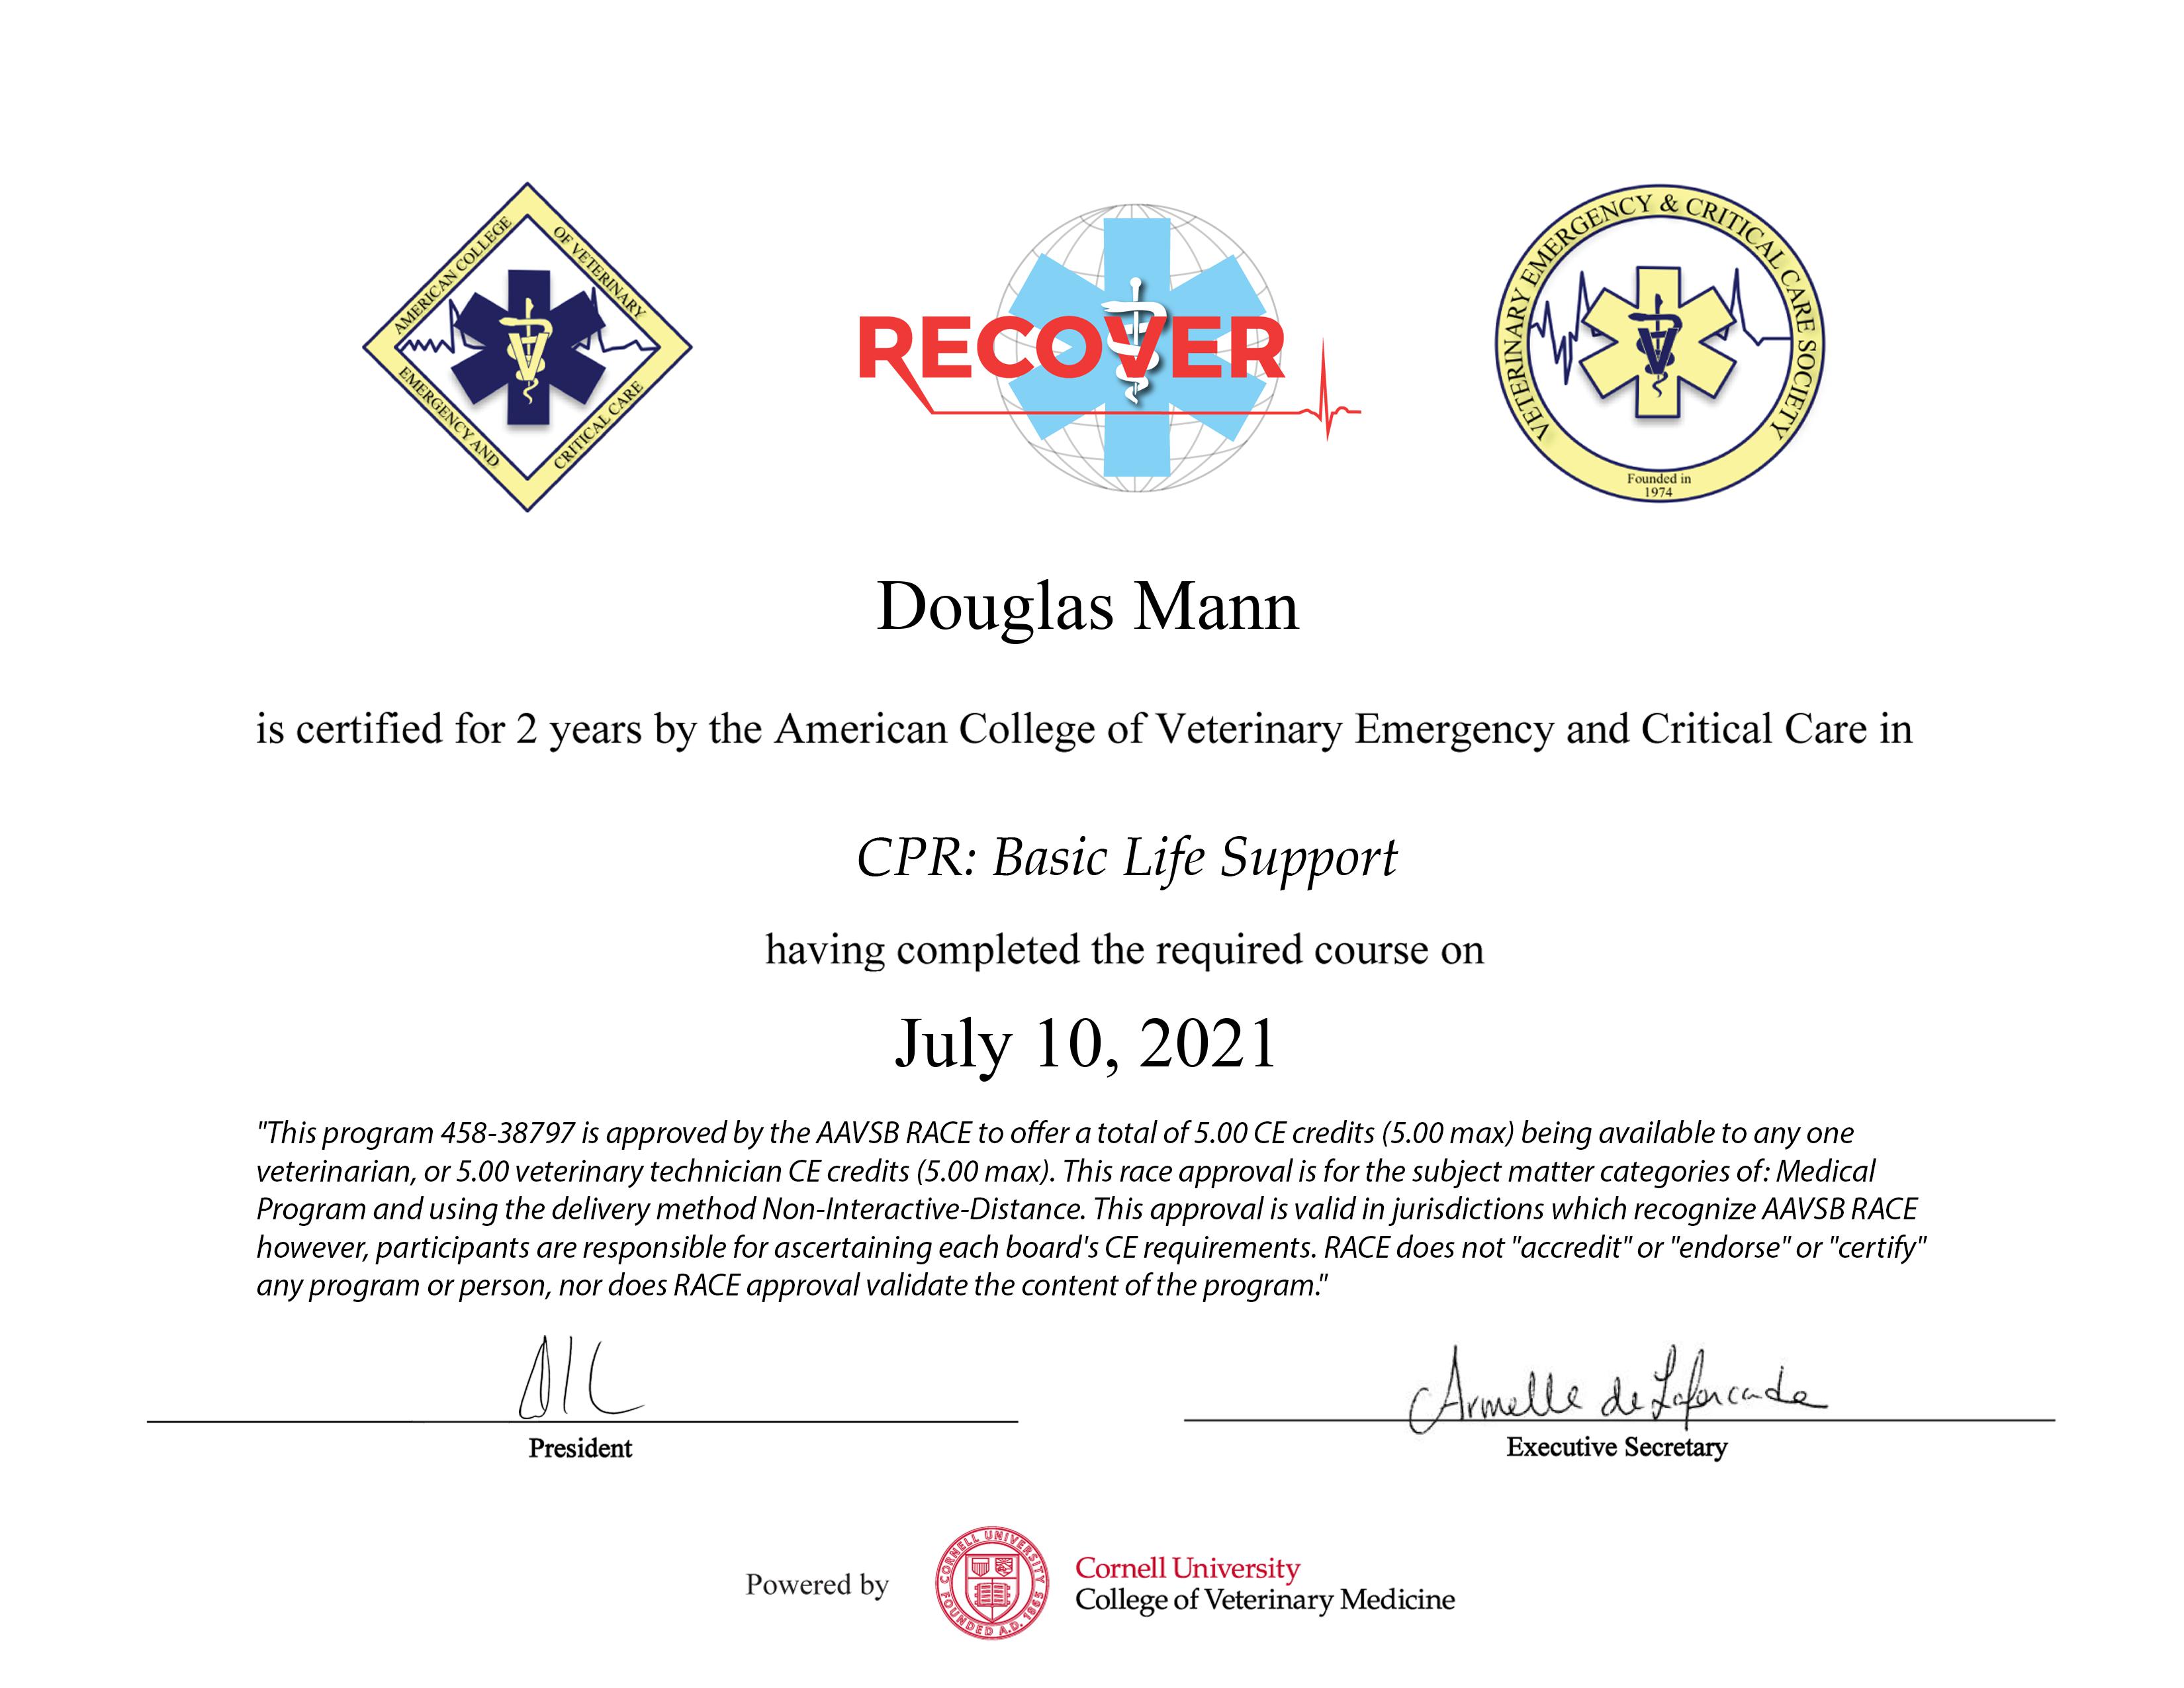 AMERICAN COLLEGE
OF VETERINARY
EMERGENCY AND
CRITICAL CARE
V
RECOVER
VETERINARY EMERGENCY & CRITICAL CARE SOCIETY
V
Founded in
1974
Douglas Mann
is certified for 2 years by the American College of Veterinary Emergency and Critical Care in
CPR: Basic Life Support
having completed the required course on
July 10, 2021
"This program 458-38797 is approved by the AAVSB RACE to offer a total of 5.00 CE credits (5.00 max) being available to any one
veterinarian, or 5.00 veterinary technician CE credits (5.00 max). This race approval is for the subject matter categories of: Medical
Program and using the delivery method Non-Interactive-Distance. This approval is valid in jurisdictions which recognize AAVSB RACE
however, participants are responsible for ascertaining each board's CE requirements. RACE does not "accredit" or "endorse" or "certify"
any program or person, nor does RACE approval validate the content of the program."
Armelle de Laforcade
President
Executive Secretary
Powered by
CORNELL UNIVERSITY
FOUNDED A.D. 1865
Cornell University
College of Veterinary Medicine